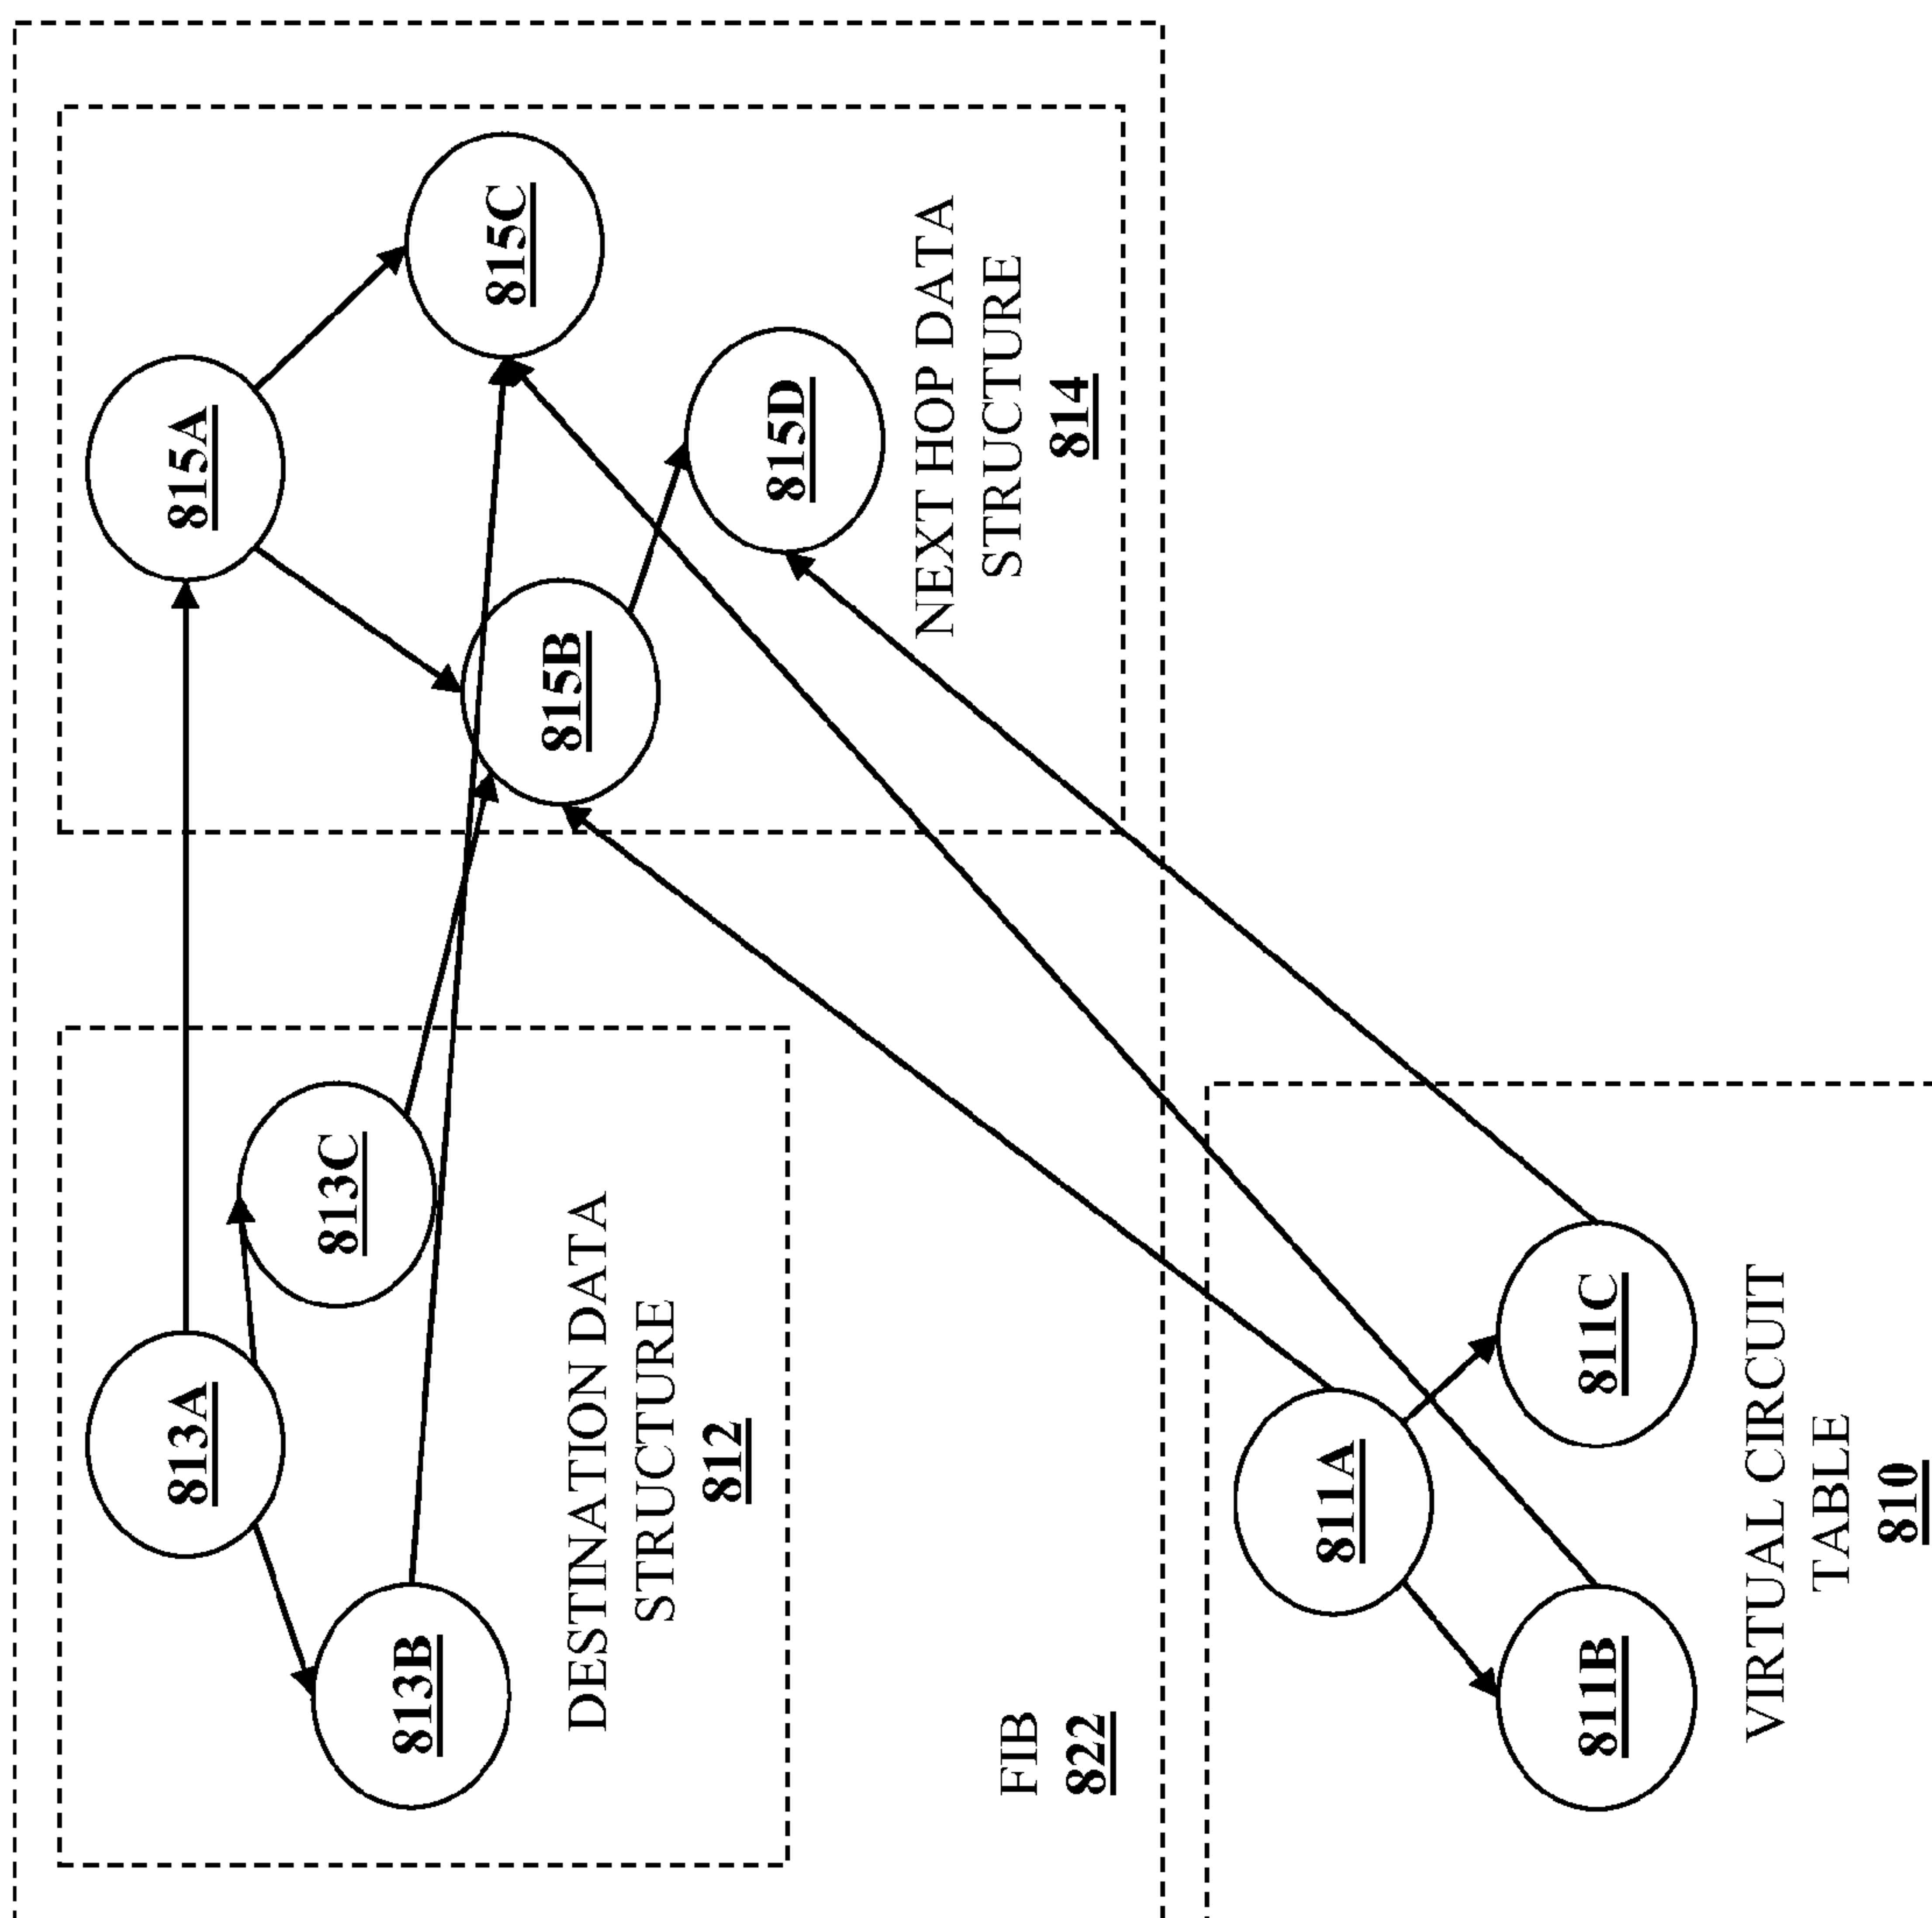 813A
813B
813C
DESTINATION DATA
STRUCTURE
812
815A
815B
815C
815D
NEXT HOP DATA
STRUCTURE
814
FIB
822
811A
811B
811C
VIRTUAL CIRCUIT
TABLE
810